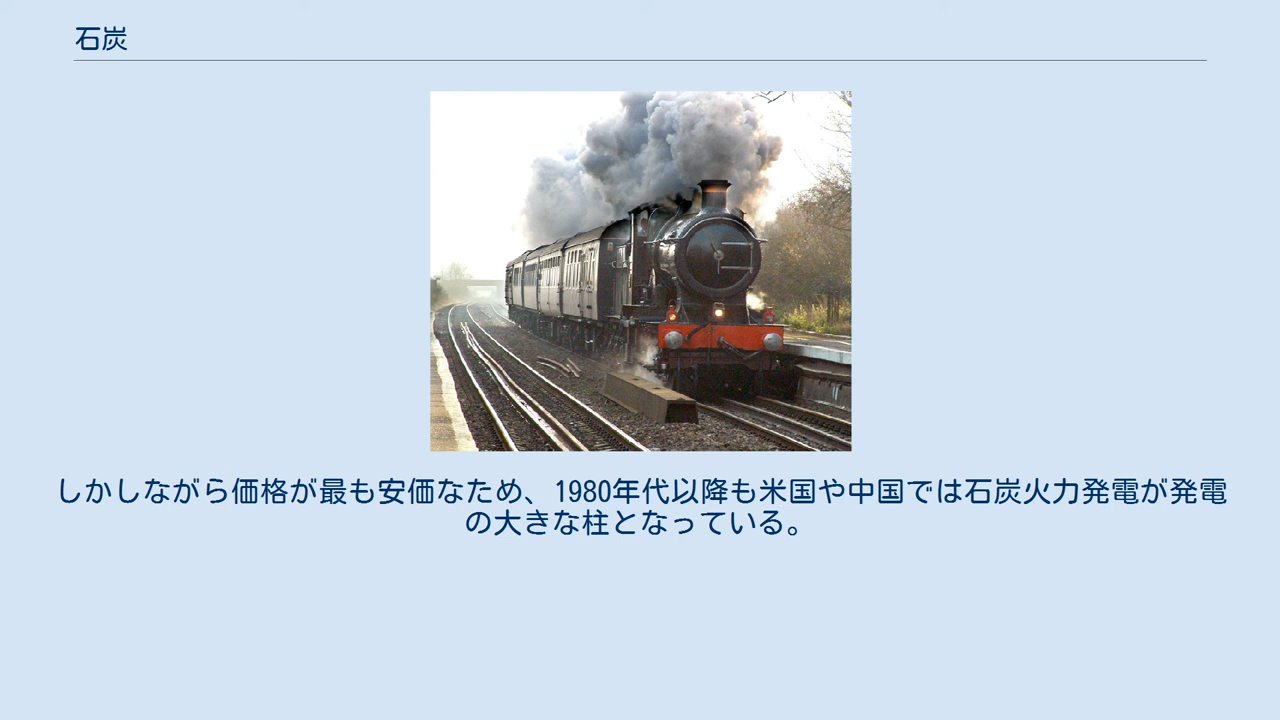 石炭
しかしながら価格が最も安価なため、1980年代以降も米国や中国では石炭火力発電が発電
の大きな柱となっている。